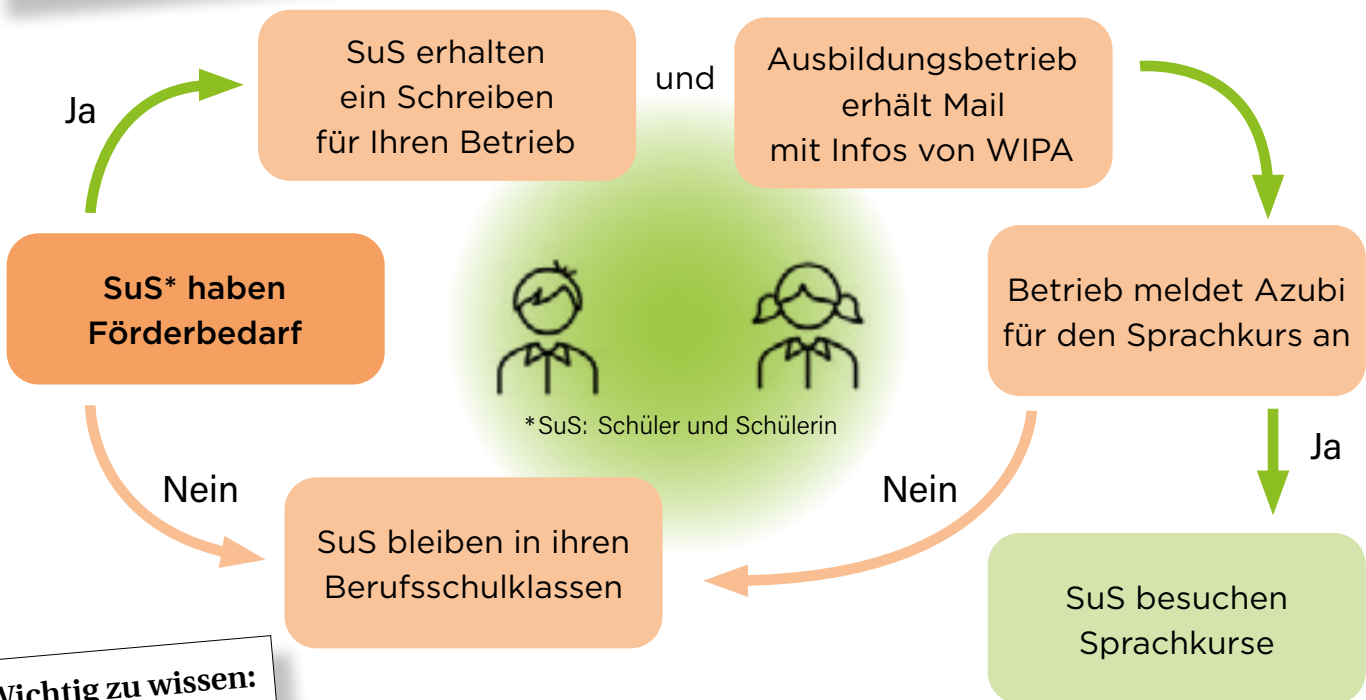 SuS erhalten
ein Schreiben
für Ihren Betrieb
und
Ausbildungsbetrieb
erhält Mail
mit Infos von WIPA
Ja
SuS* haben
Förderbedarf
Betrieb meldet Azubi
für den Sprachkurs an
*SuS: Schüler und Schülerin
Nein
Nein
Ja
SuS bleiben in ihren
Berufsschulklassen
SuS besuchen
Sprachkurse
Wichtig zu wissen: